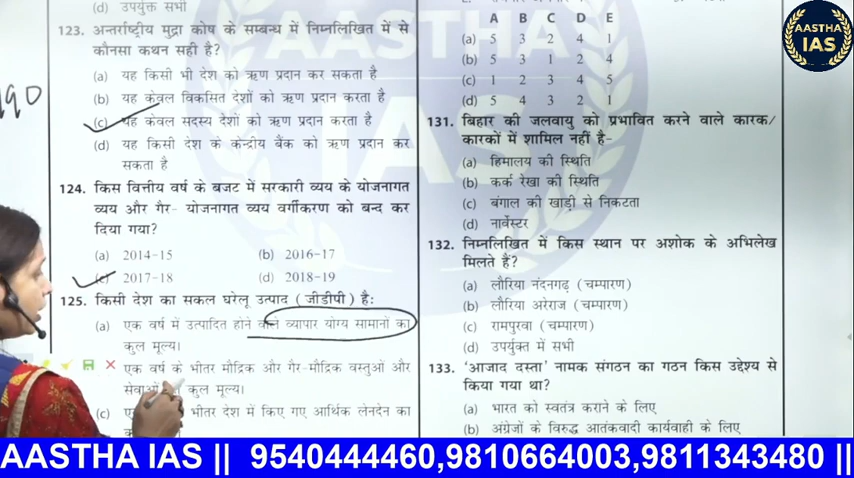 (d) उपर्युक्त सभी
123. अन्तर्राष्ट्रीय मुद्रा कोष के सम्बन्ध में निम्नलिखित में से
कौनसा कथन सही है?
(a) यह किसी भी देश को ऋण प्रदान कर सकता है
(b) यह केवल विकसित देशों को ऋण प्रदान करता है
(c) यह केवल सदस्य देशों को ऋण प्रदान करता है
(d) यह किसी देश के केन्द्रीय बैंक को ऋण प्रदान कर
सकता है
124. किस वित्तीय वर्ष के बजट में सरकारी व्यय के योजनागत
व्यय और गैर- योजनागत व्यय वर्गीकरण को बन्द कर
दिया गया?
(a) 2014-15 (b) 2016-17
(c) 2017-18 (d) 2018-19
125. किसी देश का सकल घरेलू उत्पाद (जीडीपी) है:
(a) एक वर्ष में उत्पादित होने वाले व्यापार योग्य सामानो का
कुल मूल्य।
एक वर्ष के भीतर मौद्रिक और गैर-मौद्रिक वस्तुओं और
सेवाओं कुल मूल्य।
(c) भीतर देश में किए गए आर्थिक लेनदेन का
A B C D E
(a) 5 3 2 4 1
(b) 5 3 1 2 4
(c) 1 2 3 4 5
(d) 5 4 3 2 1
131. बिहार की जलवायु को प्रभावित करने वाले कारक/
कारकों में शामिल नहीं है-
(a) हिमालय की स्थिति
(b) कर्क रेखा की स्थिति
(c) बंगाल की खाड़ी से निकटता
(d) नार्वेस्टर
132. निम्नलिखित में किस स्थान पर अशोक के अभिलेख
मिलते हैं?
(a) लौरिया नंदनगढ़ (चम्पारण)
(b) लौरिया अरेराज (चम्पारण)
(c) रामपुरवा (चम्पारण)
(d) उपर्युक्त में सभी
133. 'आजाद दस्ता' नामक संगठन का गठन किस उद्देश्य से
किया गया था?
(a) भारत को स्वतंत्र कराने के लिए
(b) अंग्रेजों के विरुद्ध आतंकवादी कार्यवाही के लिए
AASTHA
IAS
AASTHA
IAS
AASTHA IAS || 9540444460,9810664003,9811343480 ||